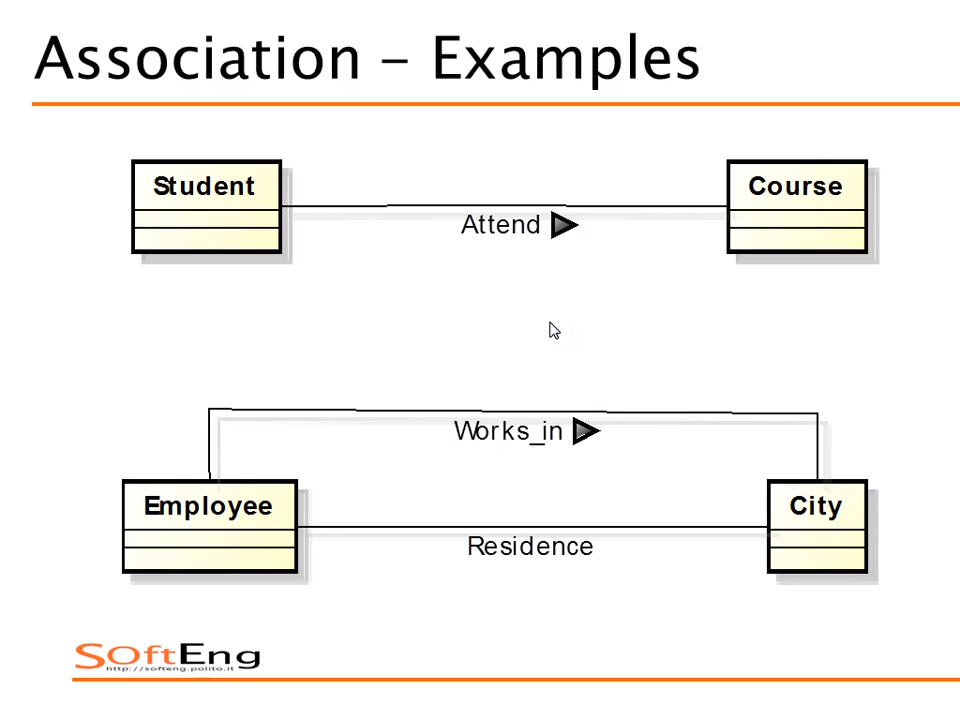 Association - Examples
Student
Course
Attend
Works_in
Employee
City
Residence
SOftEng
http://softeng.polito.it